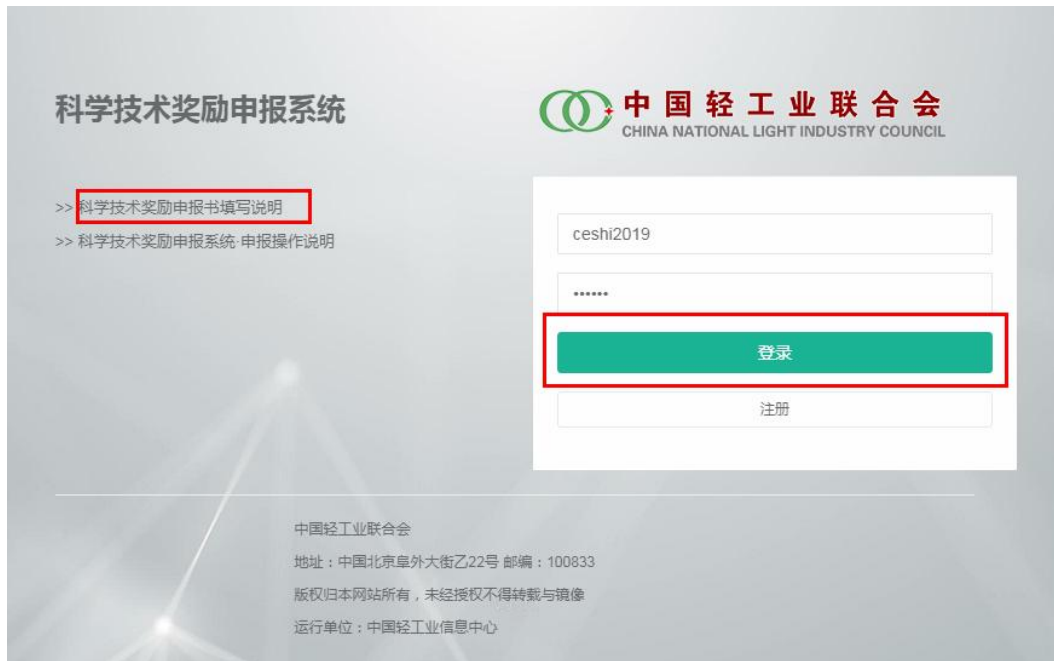 科学技术奖励申报系统
中国轻工业联合会
CHINA NATIONAL LIGHT INDUSTRY COUNCIL
>> 科学技术奖励申报书填写说明
>> 科学技术奖励申报系统·申报操作说明
ceshi2019
••••••
登录
注册
中国轻工业联合会
地址：中国北京阜外大街乙22号 邮编：100833
版权归本网站所有，未经授权不得转载与镜像
运行单位：中国轻工业信息中心